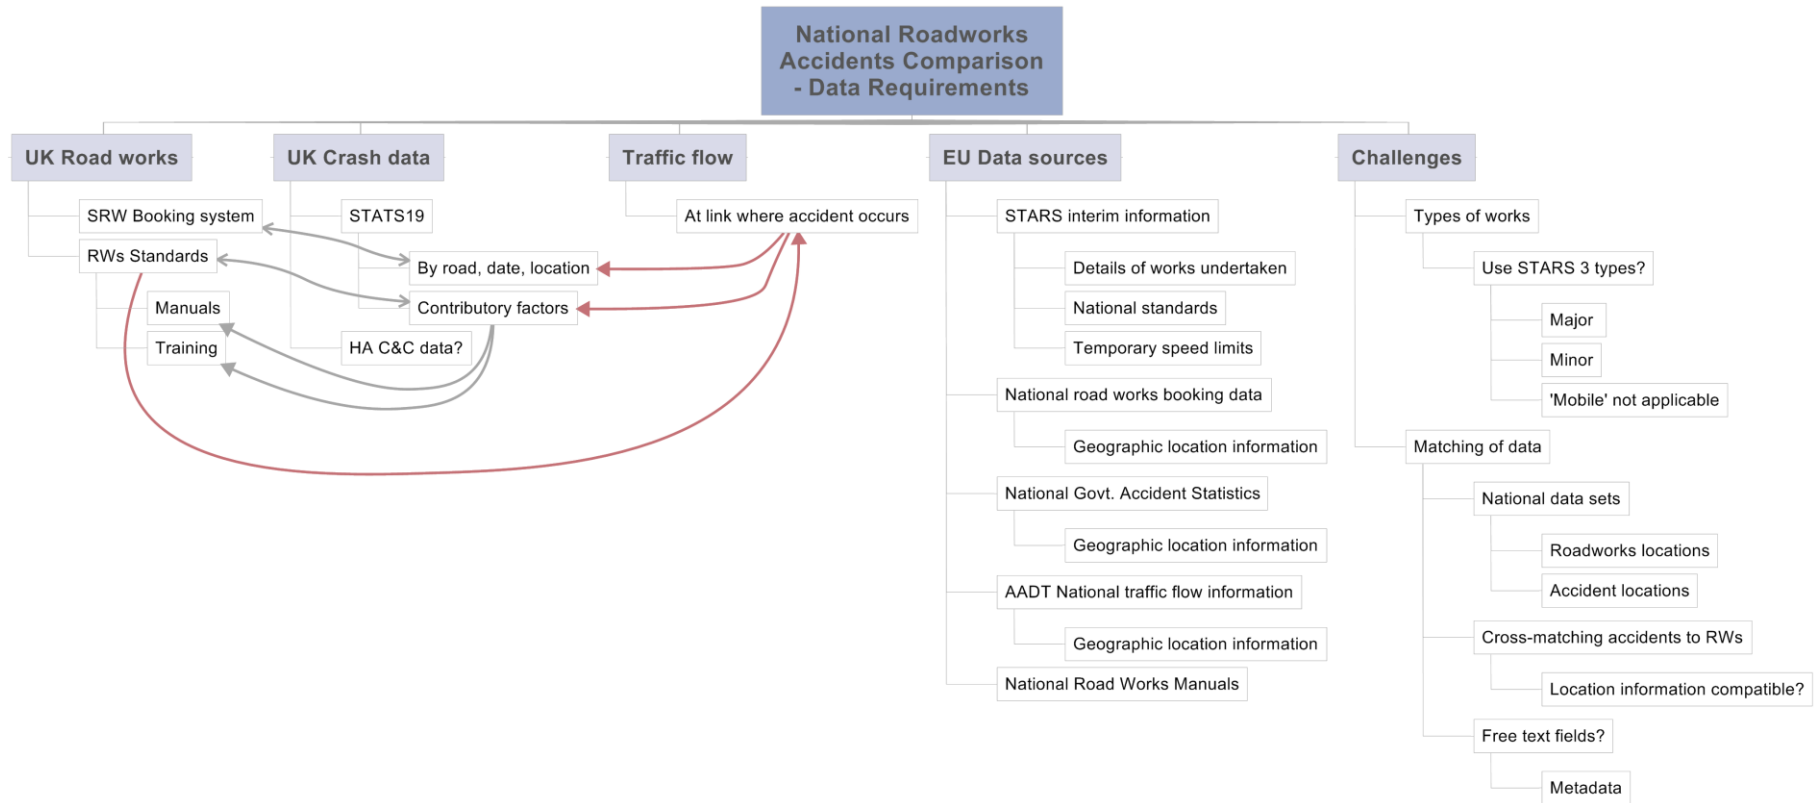 National Roadworks
Accidents Comparison
- Data Requirements
UK Road works
SRW Booking system
RWs Standards
Manuals
Training
UK Crash data
STATS19
By road, date, location
Contributory factors
HA C&C data?
Traffic flow
At link where accident occurs
EU Data sources
STARS interim information
Details of works undertaken
National standards
Temporary speed limits
National road works booking data
Geographic location information
National Govt. Accident Statistics
Geographic location information
AADT National traffic flow information
Geographic location information
National Road Works Manuals
Challenges
Types of works
Use STARS 3 types?
Major
Minor
'Mobile' not applicable
Matching of data
National data sets
Roadworks locations
Accident locations
Cross-matching accidents to RWs
Location information compatible?
Free text fields?
Metadata